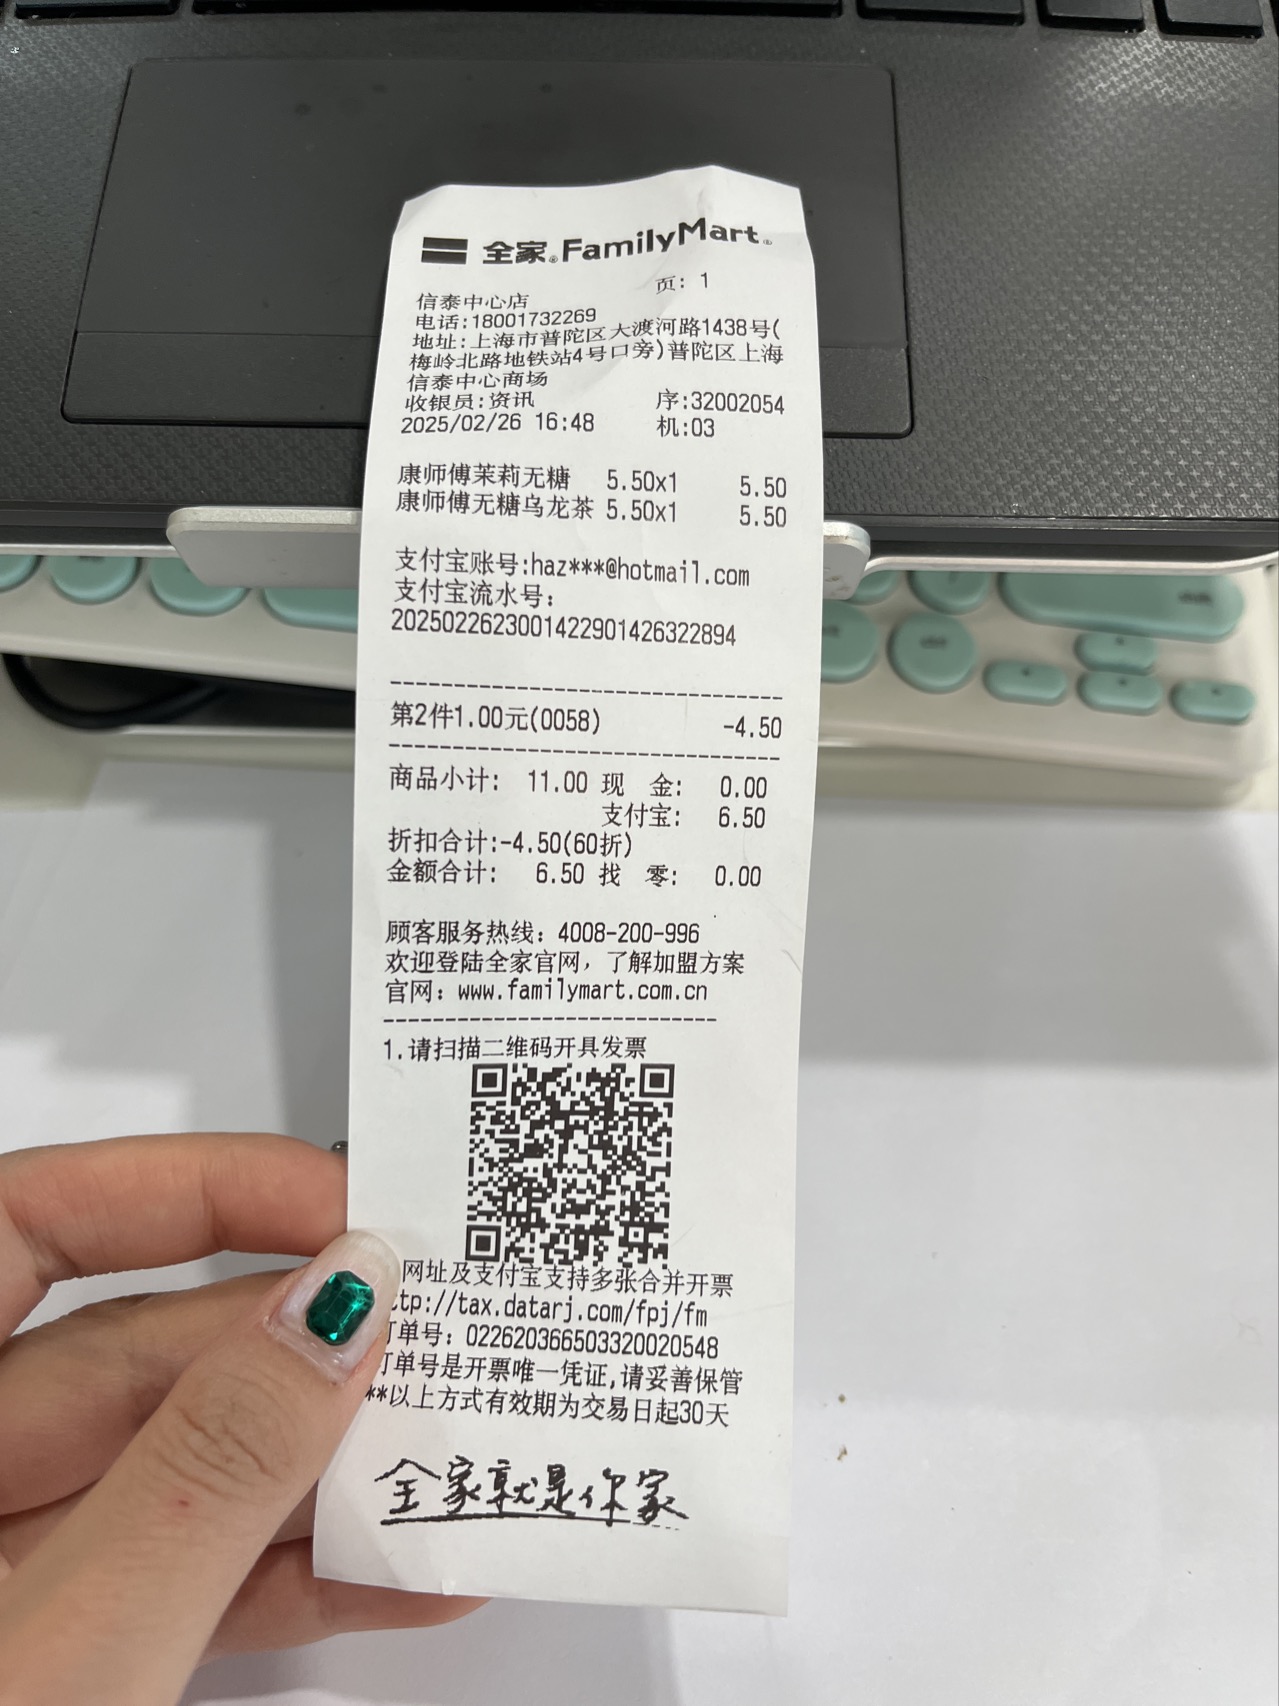 全家®FamilyMart®
页: 1
信泰中心店
电话:18001732269
地址:上海市普陀区大渡河路1438号(
梅岭北路地铁站4号口旁)普陀区上海
信泰中心商场
收银员:资讯 序:32002054
2025/02/26 16:48 机:03
康师傅茉莉无糖 5.50x1 5.50
康师傅无糖乌龙茶 5.50x1 5.50
支付宝账号:haz***@hotmail.com
支付宝流水号:
2025022623001422901426322894
第2件1.00元(0058) -4.50
商品小计: 11.00 现 金: 0.00
支付宝: 6.50
折扣合计:-4.50(60折)
金额合计: 6.50 找 零: 0.00
顾客服务热线: 4008-200-996
欢迎登陆全家官网，了解加盟方案
官网: www.familymart.com.cn
1.请扫描二维码开具发票
网址及支付宝支持多张合并开票
ttp://tax.datarj.com/fpj/fm
订单号: 022620366503320020548
订单号是开票唯一凭证,请妥善保管
**以上方式有效期为交易日起30天
全家就是你家